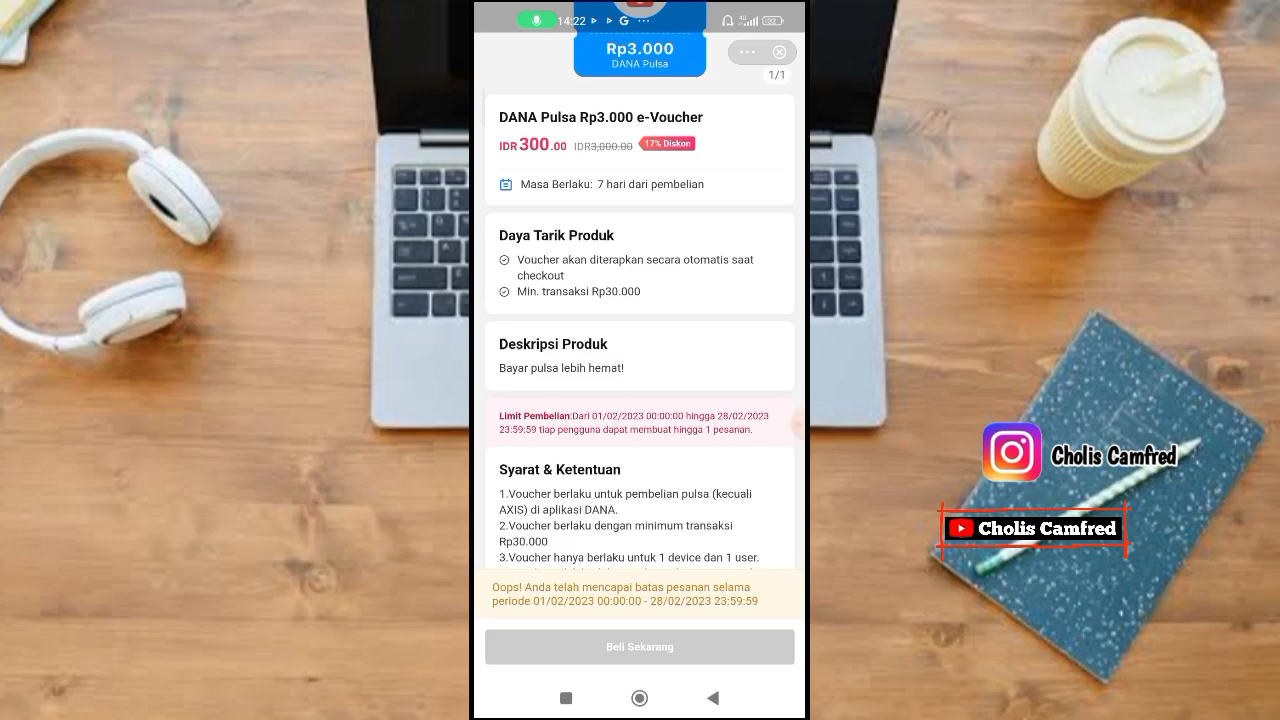 14:22
4G
Rp3.000
DANA Pulsa
1/1
DANA Pulsa Rp3.000 e-Voucher
IDR300.00 IDR3,000.00 17% Diskon
Masa Berlaku: 7 hari dari pembelian
Daya Tarik Produk
Voucher akan diterapkan secara otomatis saat
checkout
Min. transaksi Rp30.000
Deskripsi Produk
Bayar pulsa lebih hemat!
Limit Pembelian:Dari 01/02/2023 00:00:00 hingga 28/02/2023
23:59:59 tiap pengguna dapat membuat hingga 1 pesanan.
Syarat & Ketentuan
1.Voucher berlaku untuk pembelian pulsa (kecuali
AXIS) di aplikasi DANA.
2.Voucher berlaku dengan minimum transaksi
Rp30.000
3.Voucher hanya berlaku untuk 1 device dan 1 user.
Oops! Anda telah mencapai batas pesanan selama
periode 01/02/2023 00:00:00 - 28/02/2023 23:59:59
Beli Sekarang
Cholis Camfred
Cholis Camfred